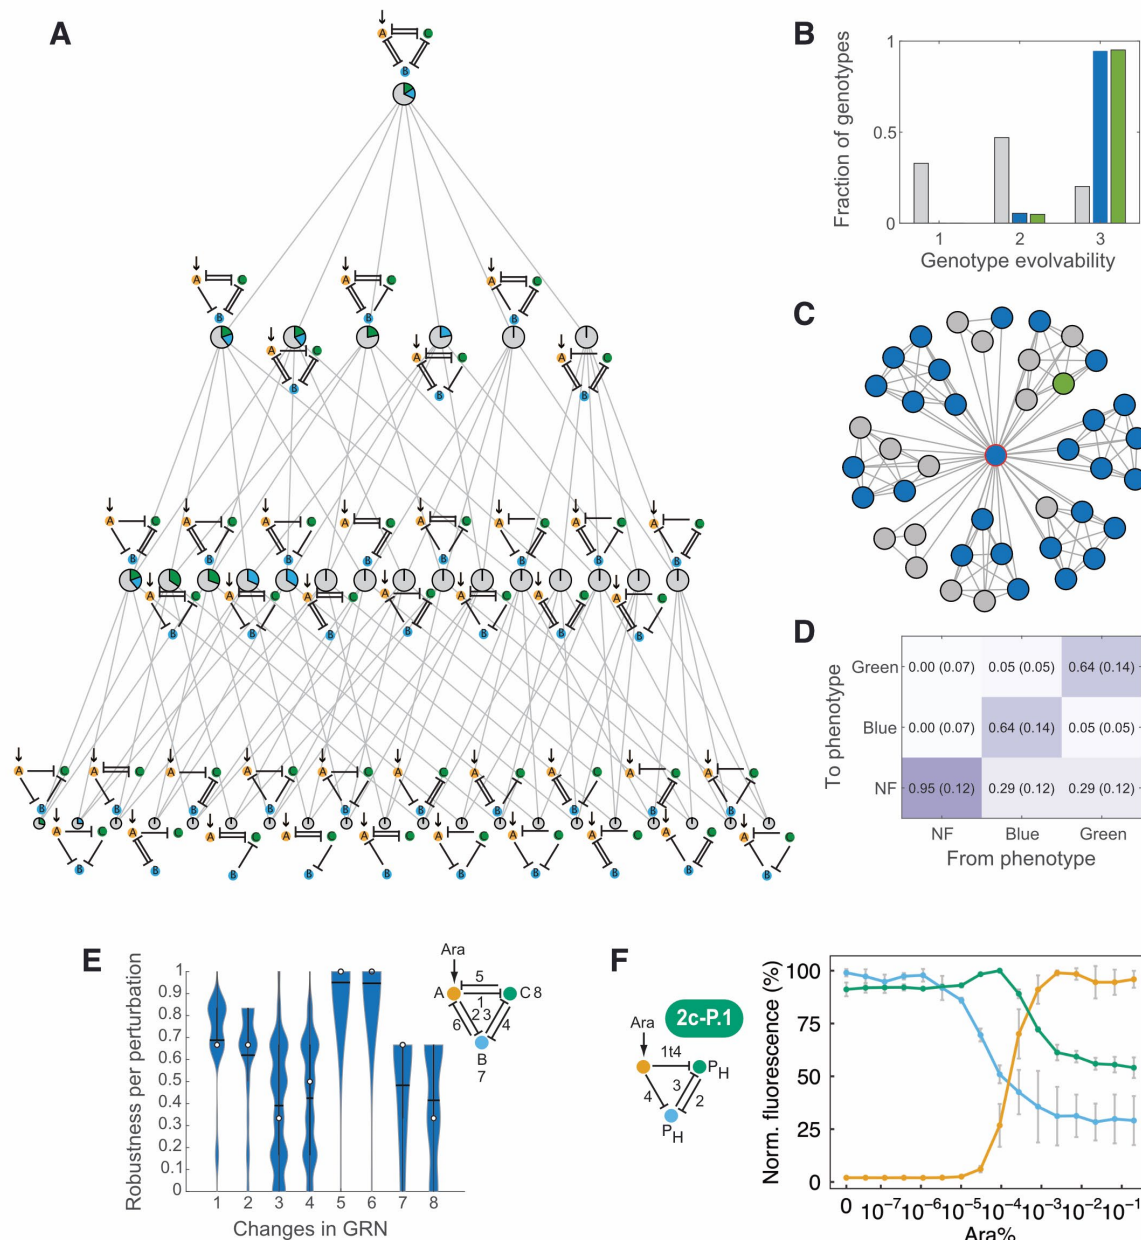 A
B
C
D
E
F
Fraction of genotypes
1
0.5
0
1
2
3
Genotype evolvability
To phenotype
Green
0.00 (0.07)
0.05 (0.05)
0.64 (0.14)
Blue
0.00 (0.07)
0.64 (0.14)
0.05 (0.05)
NF
0.95 (0.12)
0.29 (0.12)
0.29 (0.12)
NF
Blue
Green
From phenotype
Robustness per perturbation
1
0.9
0.8
0.7
0.6
0.5
0.4
0.3
0.2
0.1
0
1
2
3
4
5
6
7
8
Changes in GRN
Ara
5
A
1
C 8
2
3
6
4
B
7
2c-P.1
Ara
1t4
PH
4
3
2
PH
Norm. fluorescence (%)
100
75
50
25
0
0
10-7
10-6
10-5
10-4
10-3
10-2
10-1
Ara%